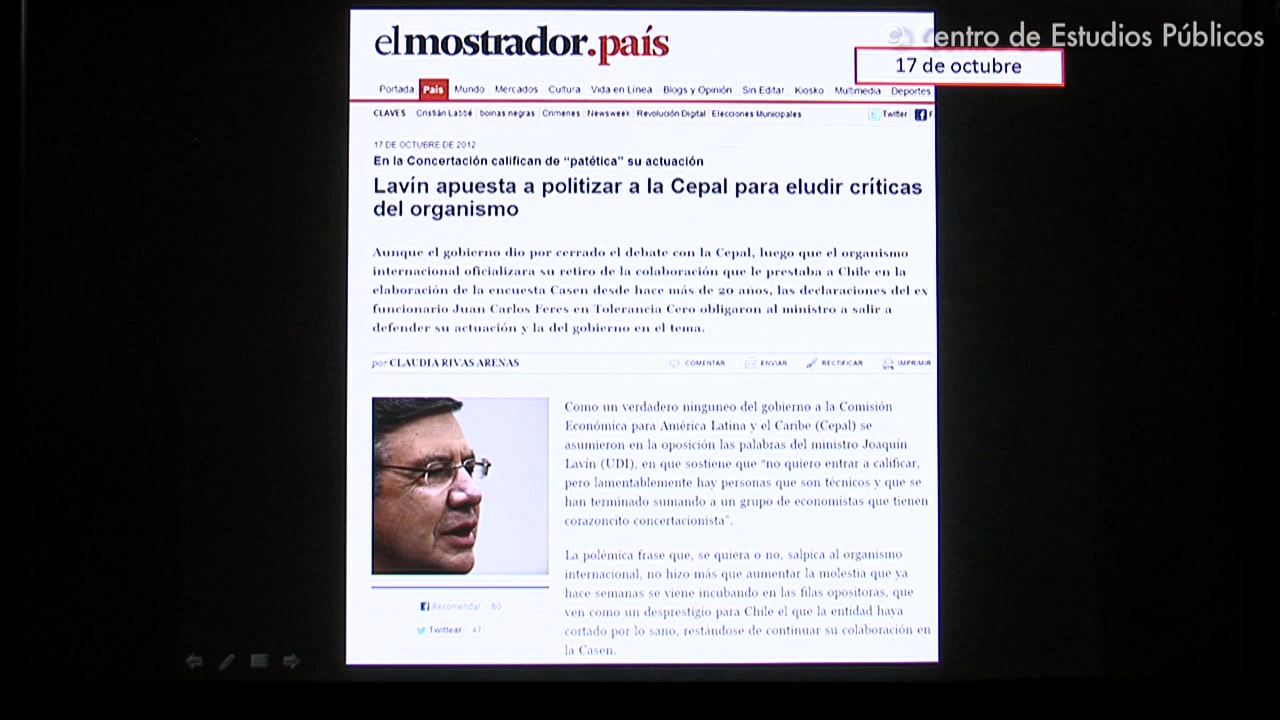 elmostrador.país
Centro de Estudios Públicos
17 de octubre
Portada País Mundo Mercados Cultura Vida en Línea Blogs y Opinión Sin Editar Kiosko Multimedia Deportes
CLAVES Cristián Labbé boinas negras Crímenes Newsweek Revolución Digital Elecciones Municipales Twitter F
17 DE OCTUBRE DE 2012
En la Concertación califican de “patética” su actuación
Lavín apuesta a politizar a la Cepal para eludir críticas
del organismo
Aunque el gobierno dio por cerrado el debate con la Cepal, luego que el organismo
internacional oficializara su retiro de la colaboración que le prestaba a Chile en la
elaboración de la encuesta Casen desde hace más de 20 años, las declaraciones del ex
funcionario Juan Carlos Feres en Tolerancia Cero obligaron al ministro a salir a
defender su actuación y la del gobierno en el tema.
por CLAUDIA RIVAS ARENAS COMENTAR ENVIAR RECTIFICAR IMPRIMIR
Como un verdadero ninguneo del gobierno a la Comisión
Económica para América Latina y el Caribe (Cepal) se
asumieron en la oposición las palabras del ministro Joaquín
Lavín (UDI), en que sostiene que “no quiero entrar a calificar,
pero lamentablemente hay personas que son técnicos y que se
han terminado sumando a un grupo de economistas que tienen
corazoncito concertacionista”.
La polémica frase que, se quiera o no, salpica al organismo
internacional, no hizo más que aumentar la molestia que ya
hace semanas se viene incubando en las filas opositoras, que
ven como un desprestigio para Chile el que la entidad haya
cortado por lo sano, restándose de continuar su colaboración en
la Casen.
Recomendar 60
Twittear 47